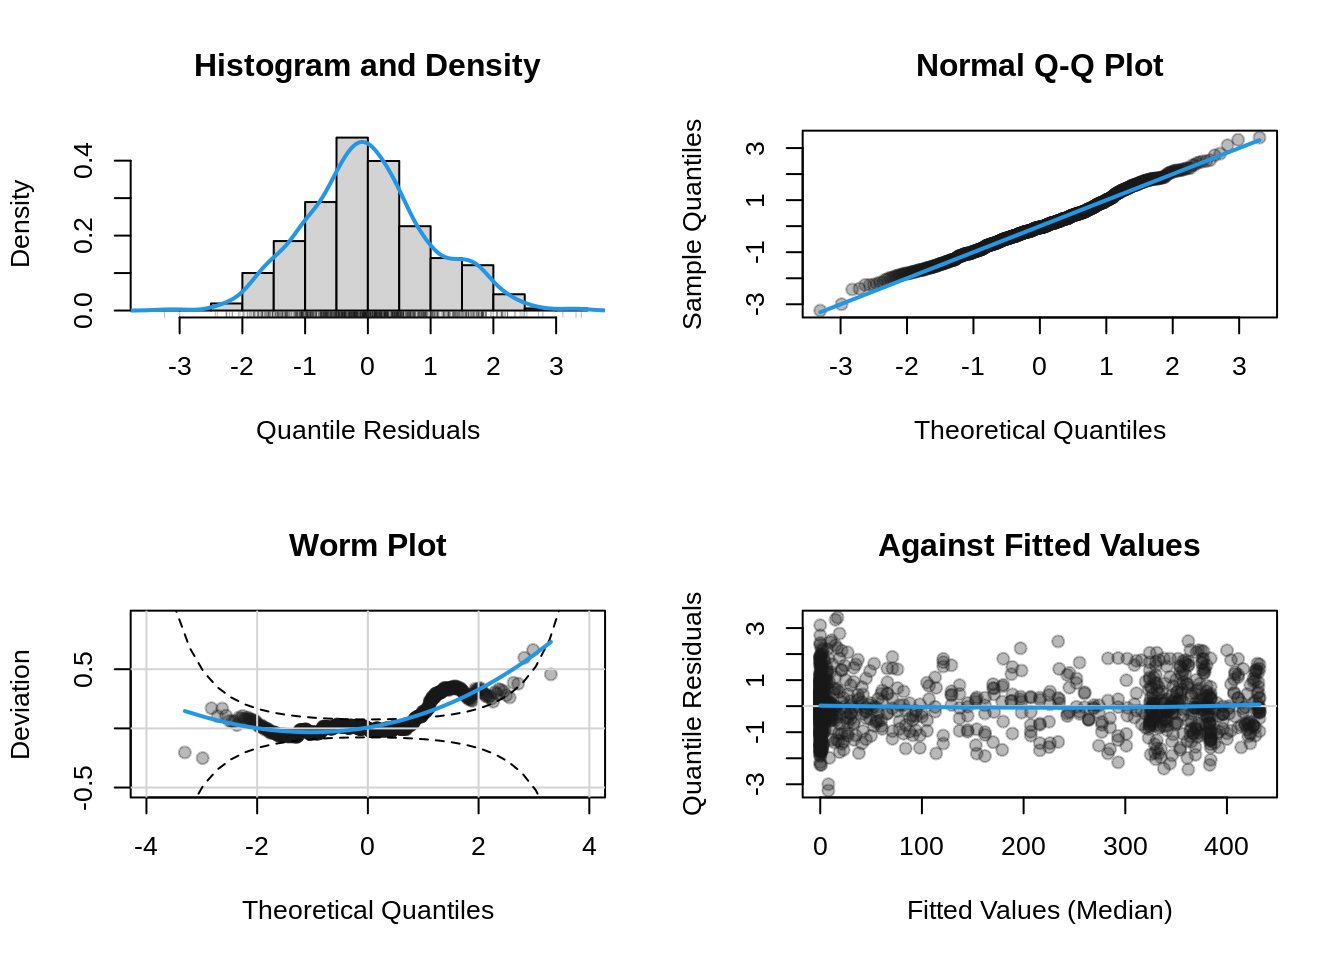 Histogram and Density
Density
0.0 0.2 0.4
-3 -2 -1 0 1 2 3
Quantile Residuals
Normal Q-Q Plot
Sample Quantiles
-3 -1 1 3
-3 -2 -1 0 1 2 3
Theoretical Quantiles
Worm Plot
Deviation
-0.5 0.5
-4 -2 0 2 4
Theoretical Quantiles
Against Fitted Values
Quantile Residuals
-3 -1 1 3
0 100 200 300 400
Fitted Values (Median)